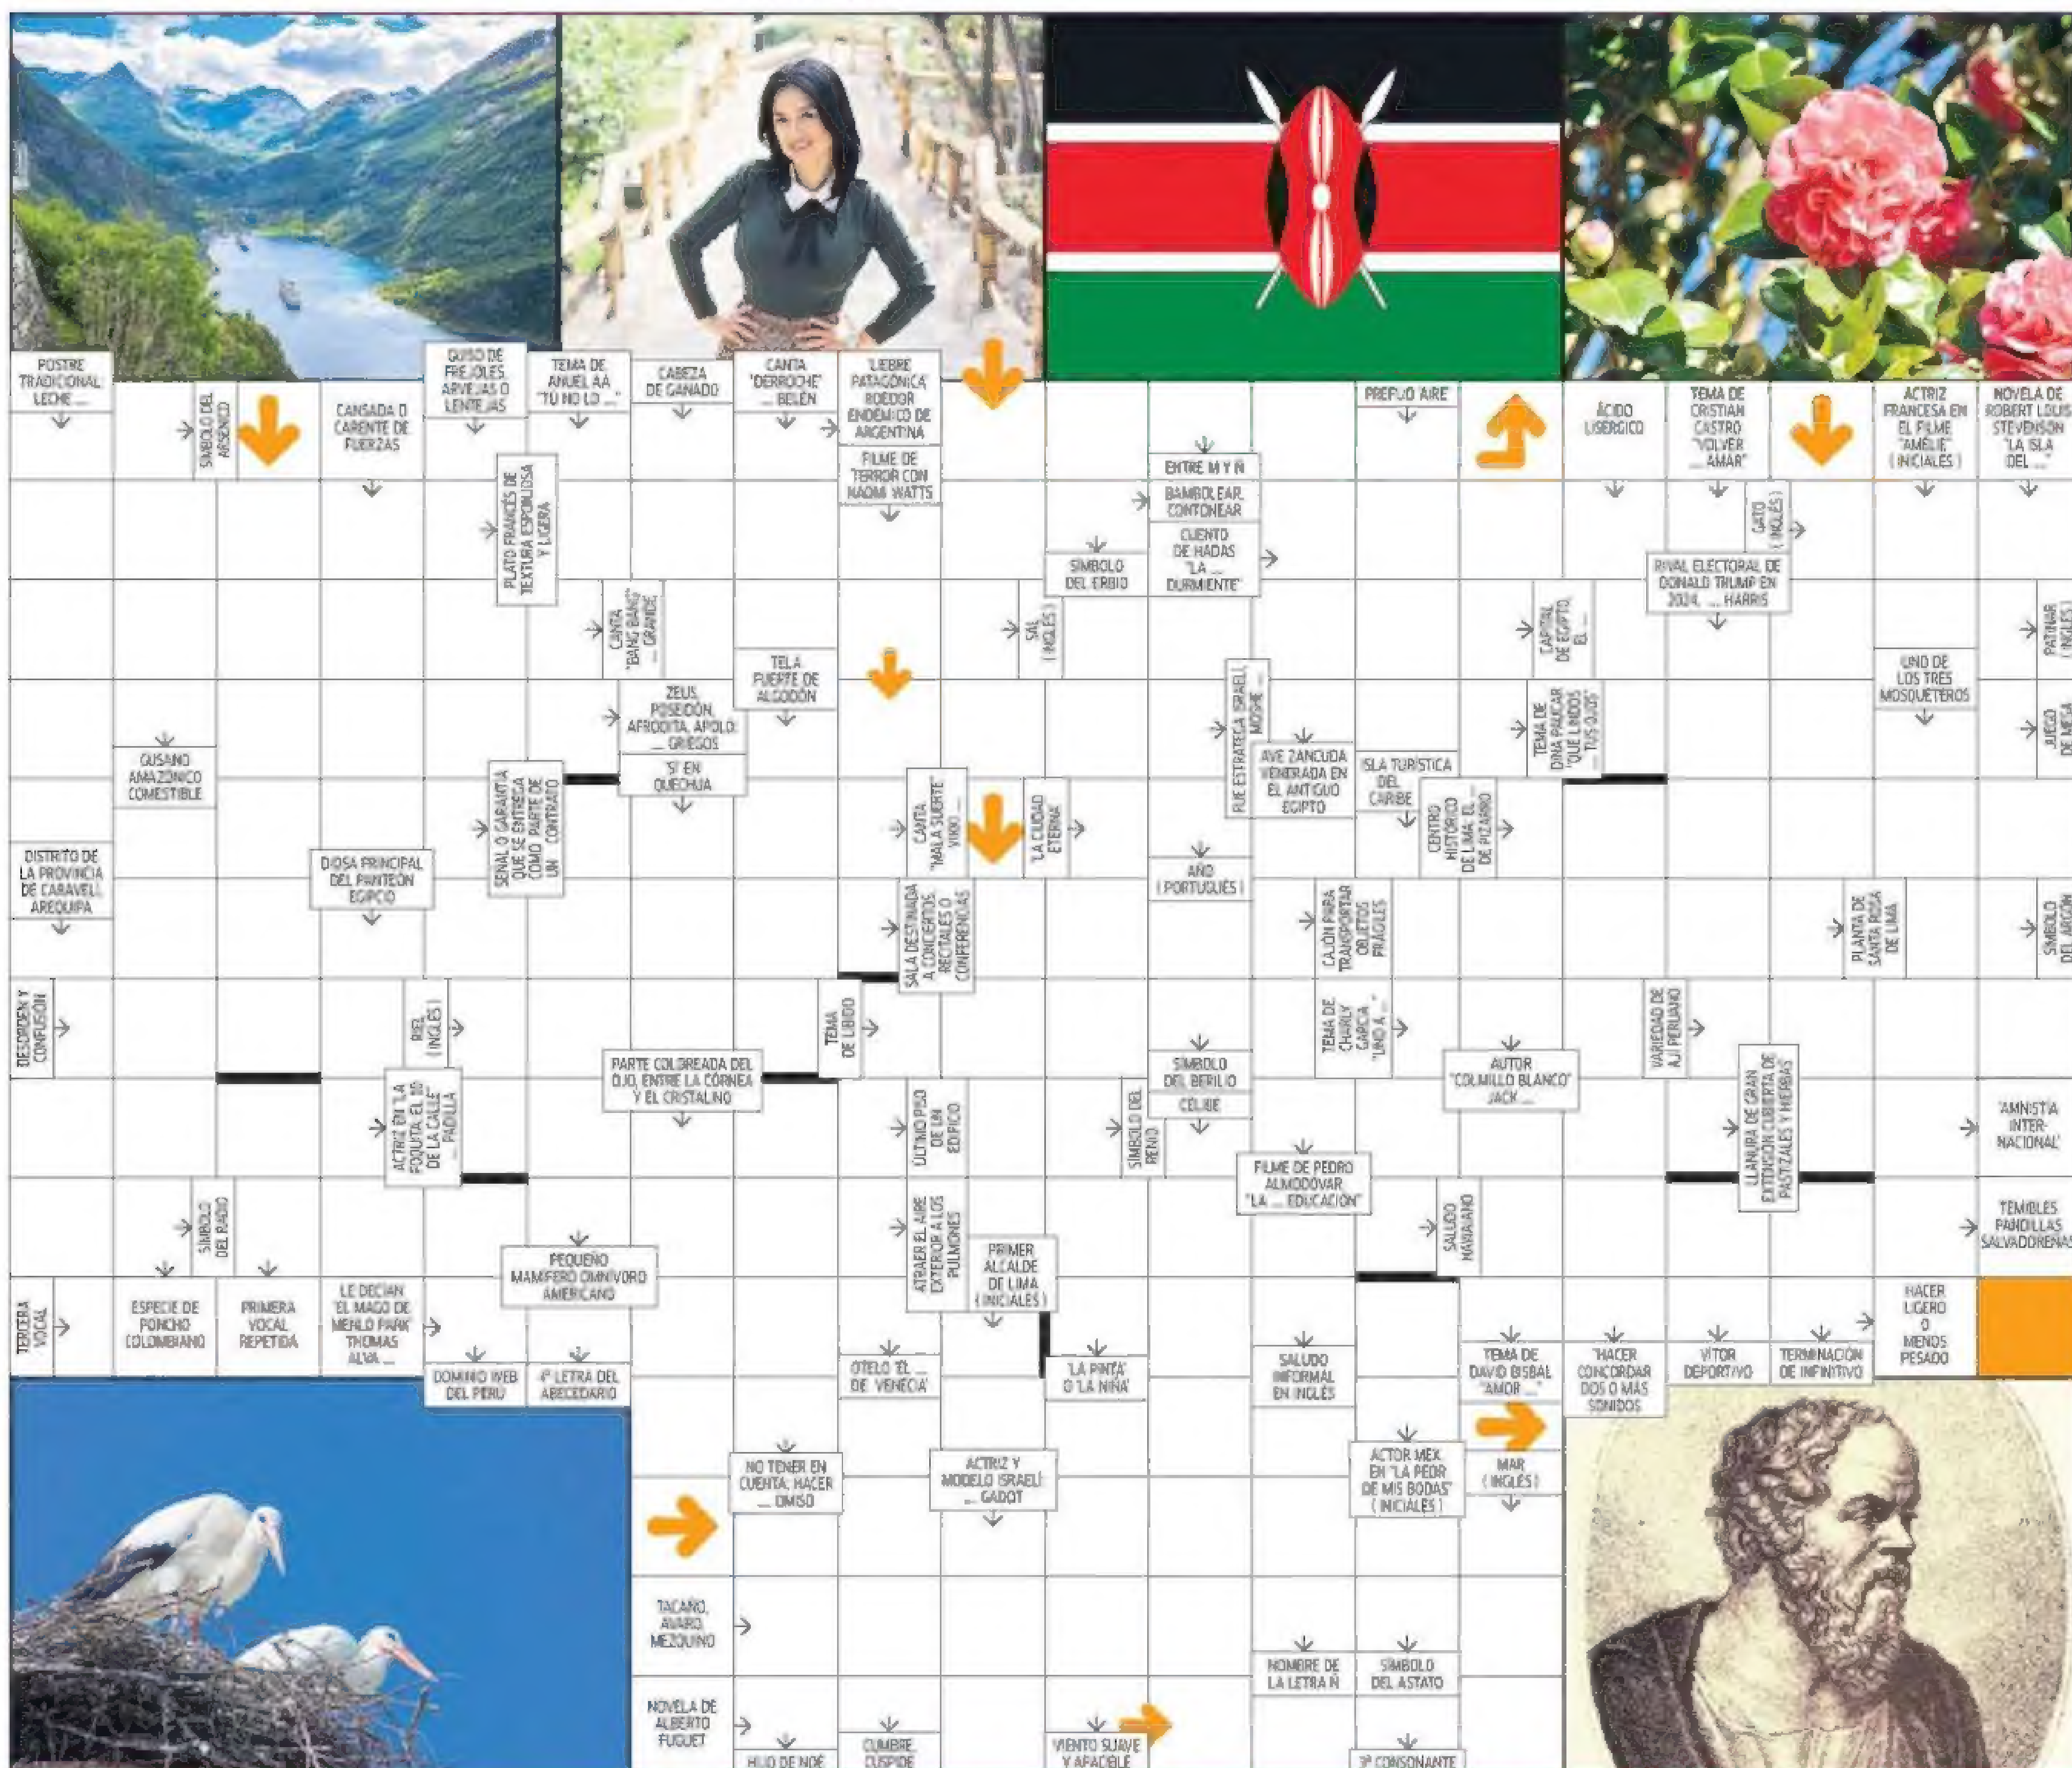 POSTRE
TRADICIONAL:
LECHE ...
SÍMBOLO DEL
ARSÉNICO
CANSADA O
CARENTE DE
FUERZAS
GUISO DE
FREJOLES,
ARVEJAS O
LENTEJAS
TEMA DE
ANUEL AA
"TÚ NO LO ..."
CABEZA
DE GANADO
CANTA
"DERROCHE"
... BELÉN
LIEBRE
PATAGÓNICA,
ROEDOR
ENDÉMICO DE
ARGENTINA
FILME DE
TERROR CON
NAOMI WATTS
ENTRE M Y Ñ
BAMBOLEAR,
CONTONEAR
CUENTO
DE HADAS
"LA ...
DURMIENTE"
PREFIJO 'AIRE'
ÁCIDO
LISÉRGICO
TEMA DE
CRISTIAN
CASTRO
"VOLVER
... AMAR"
ACTRIZ
FRANCESA EN
EL FILME
"AMELIE"
(INICIALES)
NOVELA DE
ROBERT LOUIS
STEVENSON
"LA ISLA
DEL ..."
PLATO FRANCÉS DE
TEXTURA ESPONJOSA
Y LIGERA
SÍMBOLO
DEL ERBIO
GATO
(INGLÉS)
RIVAL ELECTORAL DE
DONALD TRUMP EN
2024, ... HARRIS
CANTA
"BANG BANG"
... GRANDE
TELA
FUERTE DE
ALGODÓN
SAL
(INGLÉS)
CAPITAL
DE EGIPTO,
EL ...
UNO DE
LOS TRES
MOSQUETEROS
PATINAR
(INGLÉS)
GUSANO
AMAZÓNICO
COMESTIBLE
ZEUS,
POSEIDÓN,
AFRODITA, APOLO:
... GRIEGOS
'SÍ' EN
QUECHUA
FUE ESTRATEGA ISRAELÍ,
MOSHE ...
AVE ZANCUDA
VENERADA EN
EL ANTIGUO
EGIPTO
ISLA TURÍSTICA
DEL
CARIBE
TEMA DE
DINA PAUCAR
"QUE LINDOS
... TUS OJOS"
JUEGO
DE MESA
DISTRITO DE
LA PROVINCIA
DE CARAVELÍ,
AREQUIPA
DIOSA PRINCIPAL
DEL PANTEÓN
EGIPCIO
SEÑAL O GARANTÍA
QUE SE ENTREGA
COMO PARTE DE
UN CONTRATO
CANTA
"MALA SUERTE"
VIKKI ...
'LA CIUDAD
ETERNA'
AÑO
(PORTUGUÉS)
CENTRO
HISTÓRICO
DE LIMA: EL ...
DE PIZARRO
SALA DESTINADA
A CONCIERTOS,
RECITALES O
CONFERENCIAS
CAJÓN PARA
TRANSPORTAR
OBJETOS
FRÁGILES
PLANTA DE
SANTA ROSA
DE LIMA
SÍMBOLO
DEL ARGÓN
DESORDEN Y
CONFUSIÓN
DIEZ
(INGLÉS)
PARTE COLOREADA DEL
OJO, ENTRE LA CÓRNEA
Y EL CRISTALINO
TEMA
DE LIBIDO
SÍMBOLO
DEL BERILIO
CÉLIBE
TEMA DE
CHARLY
GARCÍA
"UNO A ..."
AUTOR
"COLMILLO BLANCO"
JACK ...
VARIEDAD DE
AJÍ PERUANO
ACTRIZ EN "LA
FOQUITA, EL 10
DE LA CALLE"
... PADILLA
ÚLTIMO PISO
DE UN
EDIFICIO
SÍMBOLO DEL
RENIO
FILME DE PEDRO
ALMODÓVAR
"LA ... EDUCACIÓN"
LLANURA DE GRAN
EXTENSIÓN CUBIERTA DE
PASTIZALES Y HIERBAS
'AMNISTÍA
INTER-
NACIONAL'
SÍMBOLO
DEL RADIO
PEQUEÑO
MAMÍFERO OMNÍVORO
AMERICANO
ATRAER EL AIRE
EXTERIOR A LOS
PULMONES
PRIMER
ALCALDE
DE LIMA
(INICIALES)
SALUDO
HAWAIANO
TEMIBLES
PANDILLAS
SALVADOREÑAS
TERCERA
VOCAL
ESPECIE DE
PONCHO
COLOMBIANO
PRIMERA
VOCAL
REPETIDA
LE DECÍAN
'EL MAGO DE
MENLO PARK'
THOMAS
ALVA ...
DOMINIO WEB
DEL PERÚ
4ª LETRA DEL
ABECEDARIO
OTELO 'EL ...
DE VENECIA'
'LA PINTA'
O 'LA NIÑA'
SALUDO
INFORMAL
EN INGLÉS
TEMA DE
DAVID BISBAL
"AMOR ..."
HACER
CONCORDAR
DOS O MÁS
SONIDOS
VÍTOR
DEPORTIVO
TERMINACIÓN
DE INFINITIVO
HACER
LIGERO
O
MENOS
PESADO
NO TENER EN
CUENTA: HACER
... OMISO
ACTRIZ Y
MODELO ISRAELÍ
... GADOT
ACTOR MEX.
EN "LA PEOR
DE MIS BODAS"
(INICIALES)
MAR
(INGLÉS)
TACAÑO,
AVARO,
MEZQUINO
NOMBRE DE
LA LETRA Ñ
SÍMBOLO
DEL ASTATO
NOVELA DE
ALBERTO
FUGUET
HIJO DE NOÉ
CUMBRE,
CÚSPIDE
VIENTO SUAVE
Y APACIBLE
3ª CONSONANTE